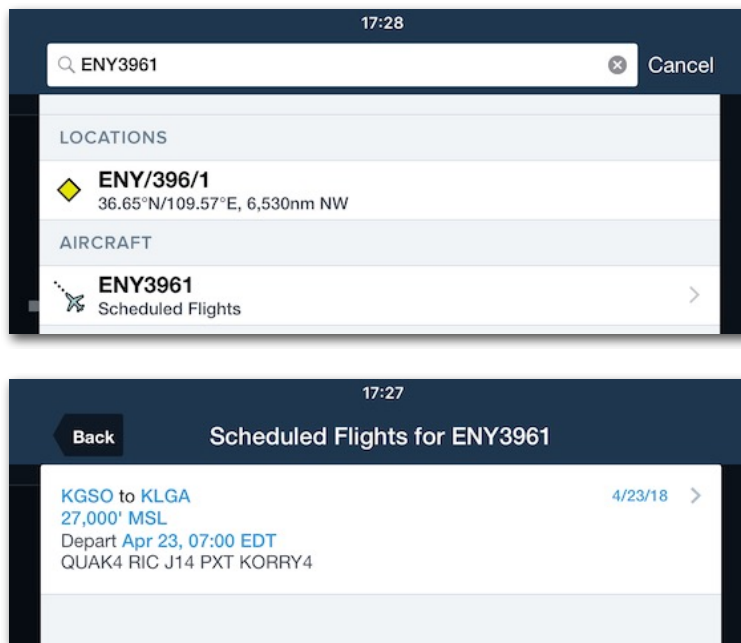 17:28
ENY3961
Cancel
LOCATIONS
ENY/396/1
36.65°N/109.57°E, 6,530nm NW
AIRCRAFT
ENY3961
Scheduled Flights
17:27
Back
Scheduled Flights for ENY3961
KGSO to KLGA
4/23/18
27,000' MSL
Depart Apr 23, 07:00 EDT
QUAK4 RIC J14 PXT KORRY4